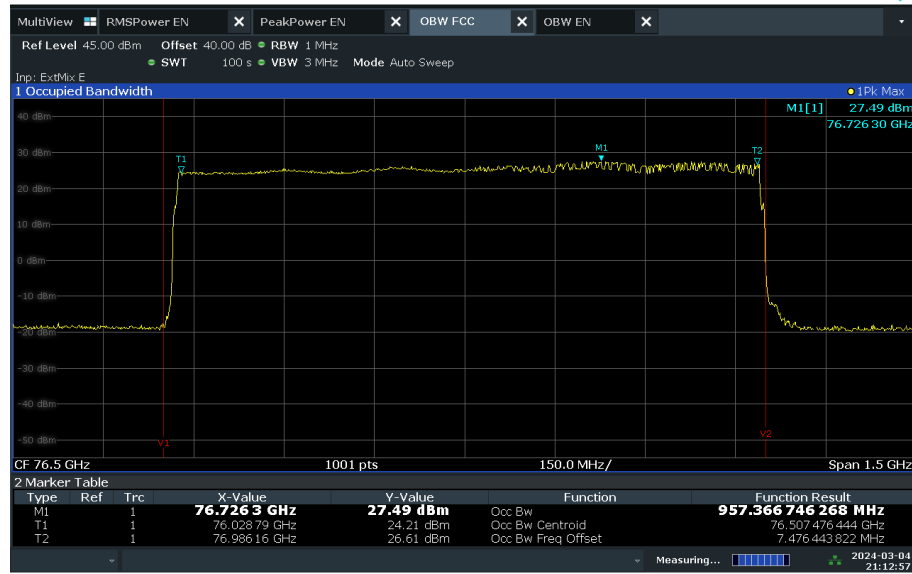 MultiView RMSPower EN X PeakPower EN X OBW FCC X OBW EN X
Ref Level 45.00 dBm Offset 40.00 dB RBW 1 MHz
SWT 100 s VBW 3 MHz Mode Auto Sweep
Inp: ExtMix E
1 Occupied Bandwidth 1Pk Max
M1[1] 27.49 dBm
76.726 30 GHz
40 dBm
30 dBm
M1
T2
T1
20 dBm
10 dBm
0 dBm
-10 dBm
-20 dBm
-30 dBm
-40 dBm
-50 dBm
V1
V2
CF 76.5 GHz 1001 pts 150.0 MHz/ Span 1.5 GHz
2 Marker Table
Type Ref Trc X-Value Y-Value Function Function Result
M1 1 76.726 3 GHz 27.49 dBm Occ Bw 957.366 746 268 MHz
T1 1 76.028 79 GHz 24.21 dBm Occ Bw Centroid 76.507 476 444 GHz
T2 1 76.986 16 GHz 26.61 dBm Occ Bw Freq Offset 7.476 443 822 MHz
Measuring... 2024-03-04
21:12:57